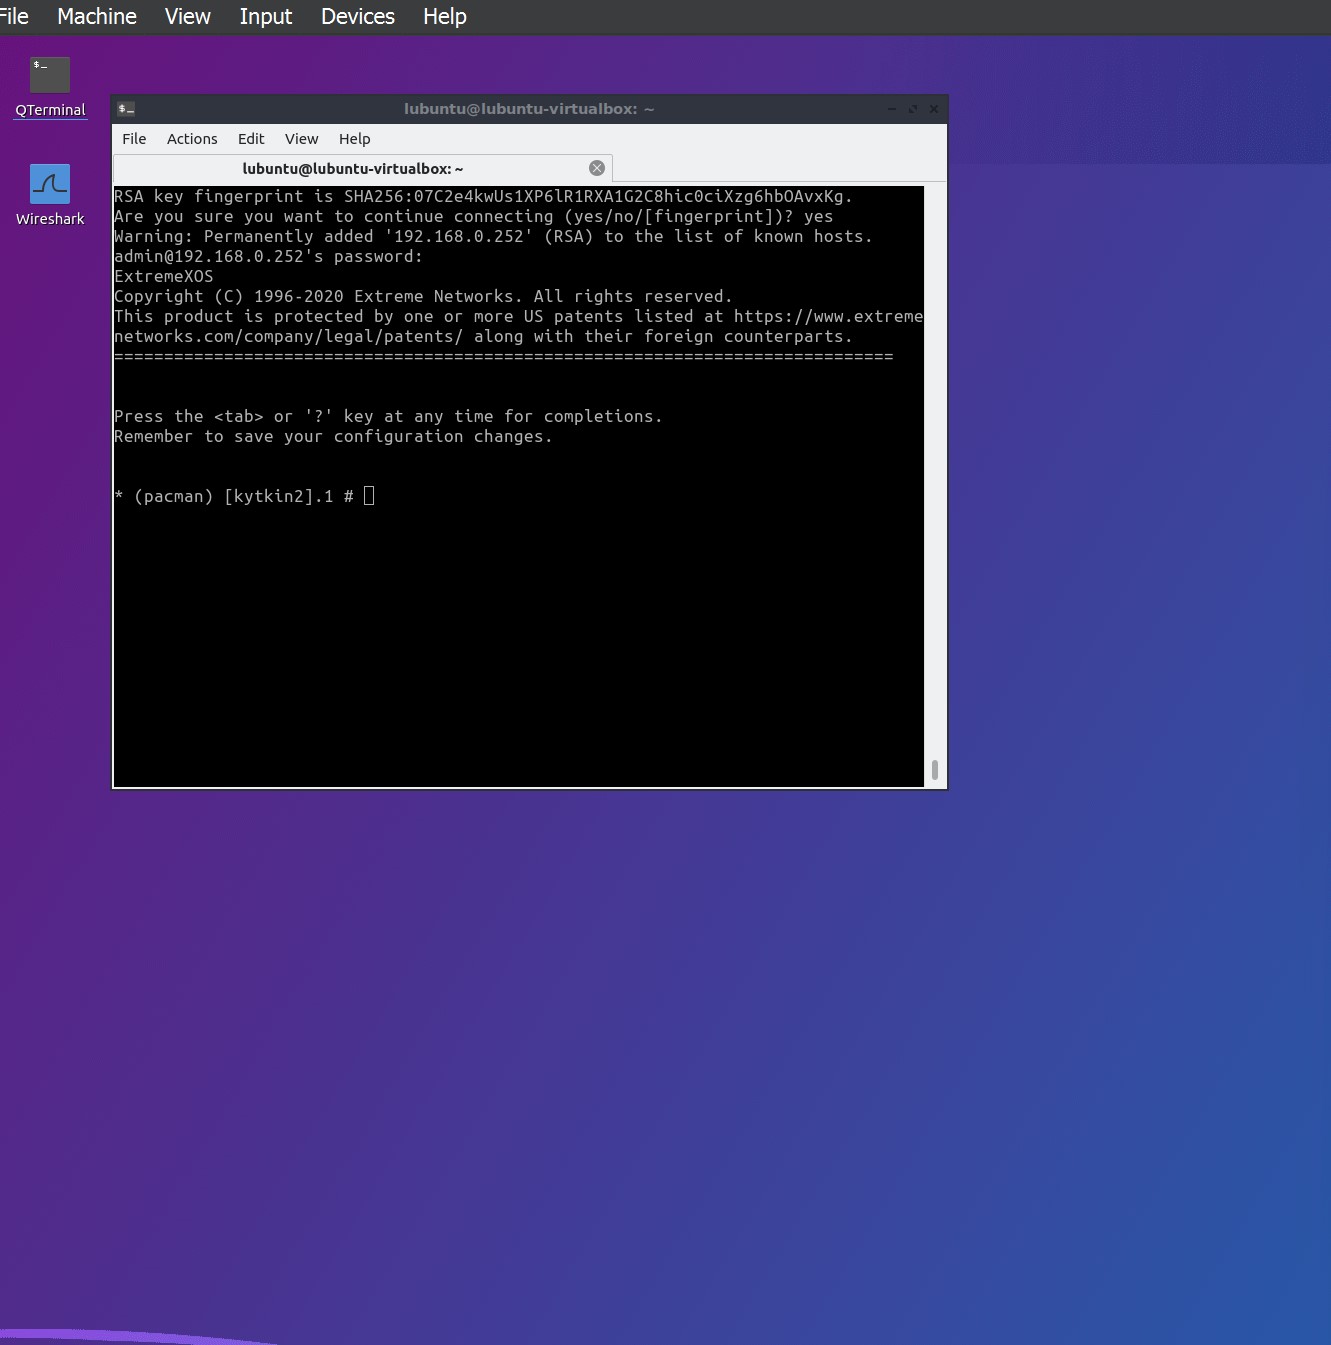 File Machine View Input Devices Help
QTerminal
Wireshark
lubuntu@lubuntu-virtualbox: ~
File Actions Edit View Help
lubuntu@lubuntu-virtualbox: ~
RSA key fingerprint is SHA256:07C2e4kwUs1XP6lR1RXA1G2C8hic0ciXzg6hbOAvxKg.
Are you sure you want to continue connecting (yes/no/[fingerprint])? yes
Warning: Permanently added '192.168.0.252' (RSA) to the list of known hosts.
admin@192.168.0.252's password:
ExtremeXOS
Copyright (C) 1996-2020 Extreme Networks. All rights reserved.
This product is protected by one or more US patents listed at https://www.extreme
networks.com/company/legal/patents/ along with their foreign counterparts.
==============================================================================
Press the <tab> or '?' key at any time for completions.
Remember to save your configuration changes.
* (pacman) [kytkin2].1 #